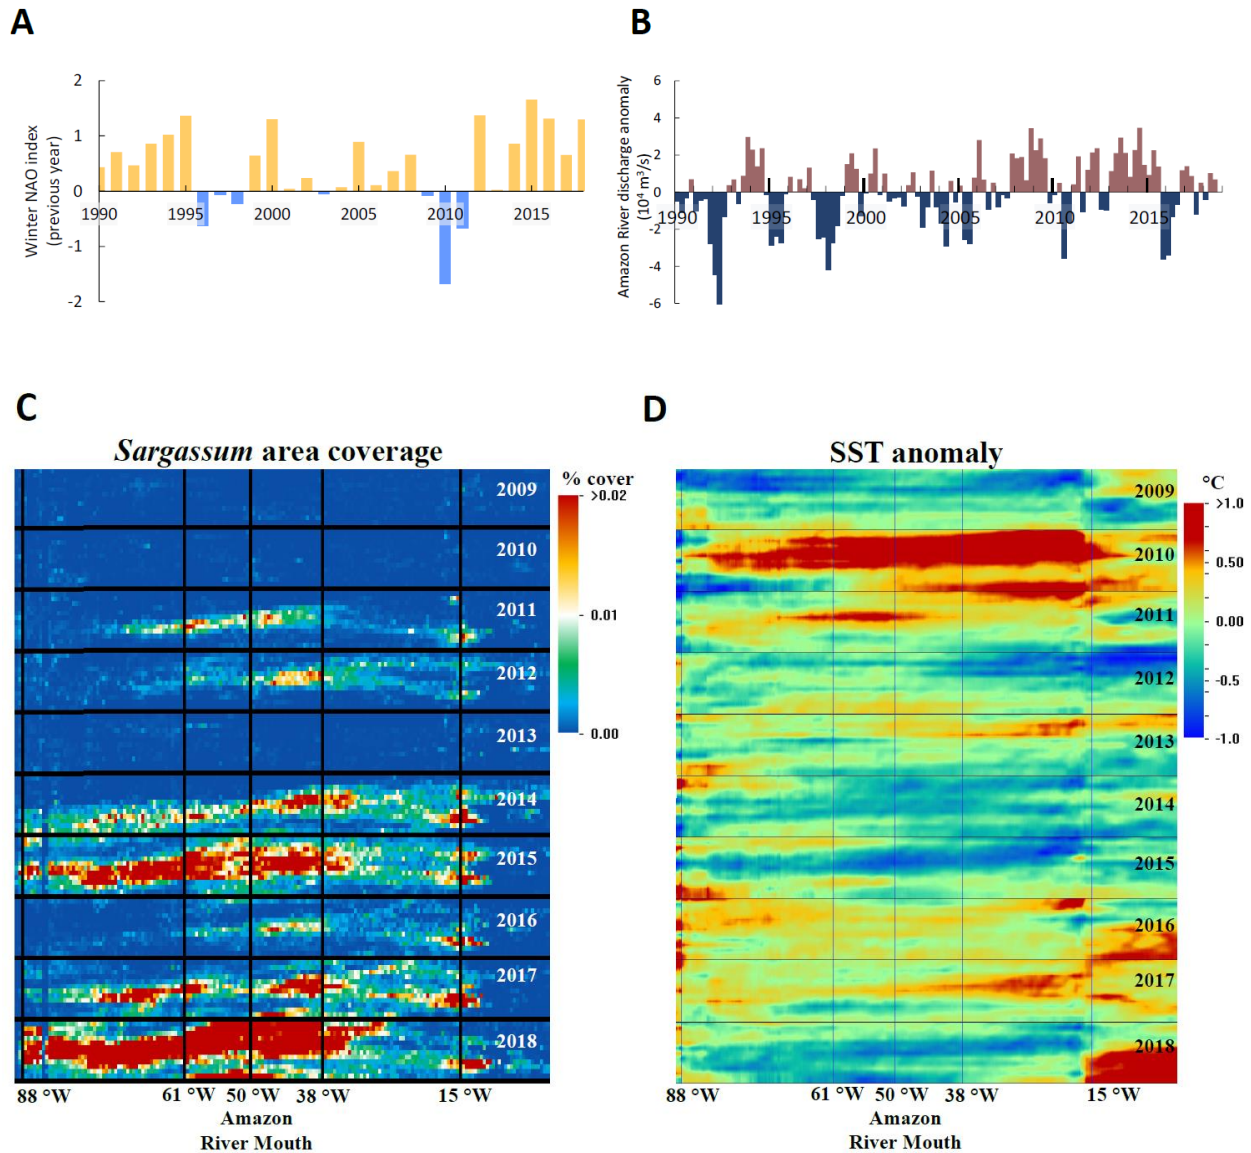 A
Winter NAO index
(previous year)
2
1
0
-1
-2
1990
1995
2000
2005
2010
2015
B
Amazon River discharge anomaly
(10⁴ m³/s)
6
4
2
0
-2
-4
-6
1990
1995
2000
2005
2010
2015
C
Sargassum area coverage
% cover
>0.02
0.01
0.00
2009
2010
2011
2012
2013
2014
2015
2016
2017
2018
88 °W
61 °W
50 °W
38 °W
15 °W
Amazon
River Mouth
D
SST anomaly
°C
>1.0
0.50
0.00
-0.5
-1.0
2009
2010
2011
2012
2013
2014
2015
2016
2017
2018
88 °W
61 °W
50 °W
38 °W
15 °W
Amazon
River Mouth